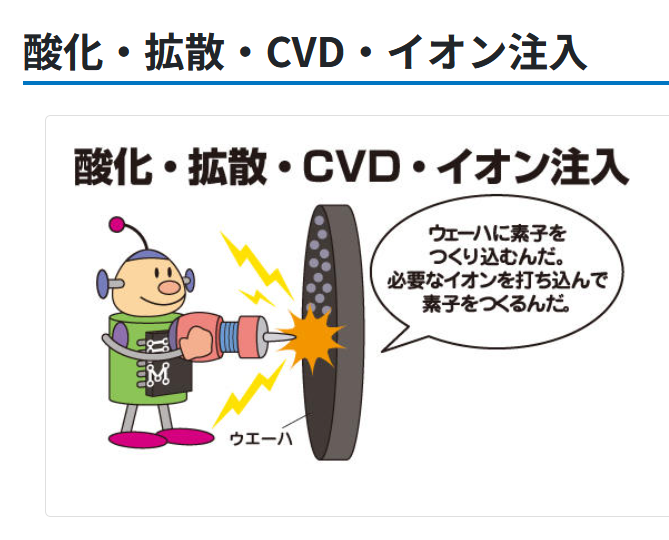 酸化・拡散・CVD・イオン注入
酸化・拡散・CVD・イオン注入
ウェーハに素子を
つくり込むんだ。
必要なイオンを打ち込んで
素子をつくるんだ。
ウエーハ